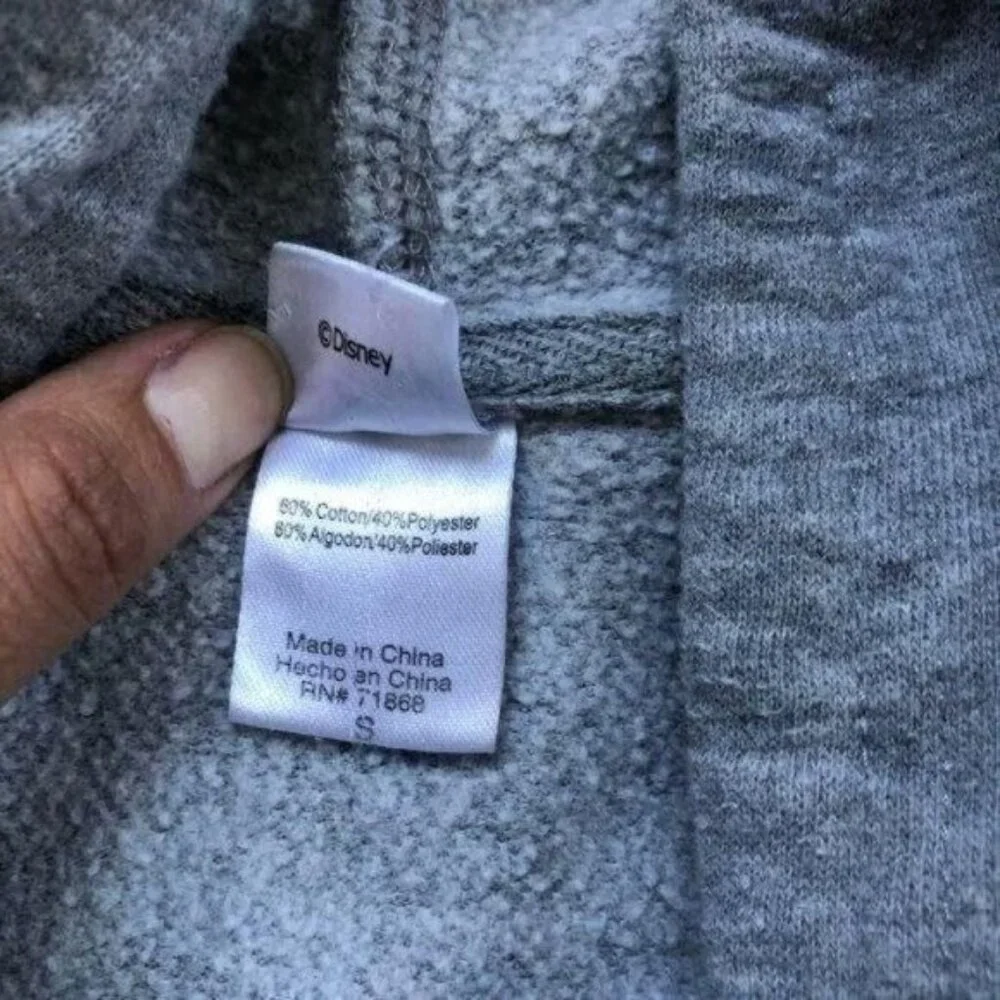 ©Disney
60% Cotton/40%Polyester
60% Algodon/40%Poliester
Made in China
Hecho en China
RN# 71868
S